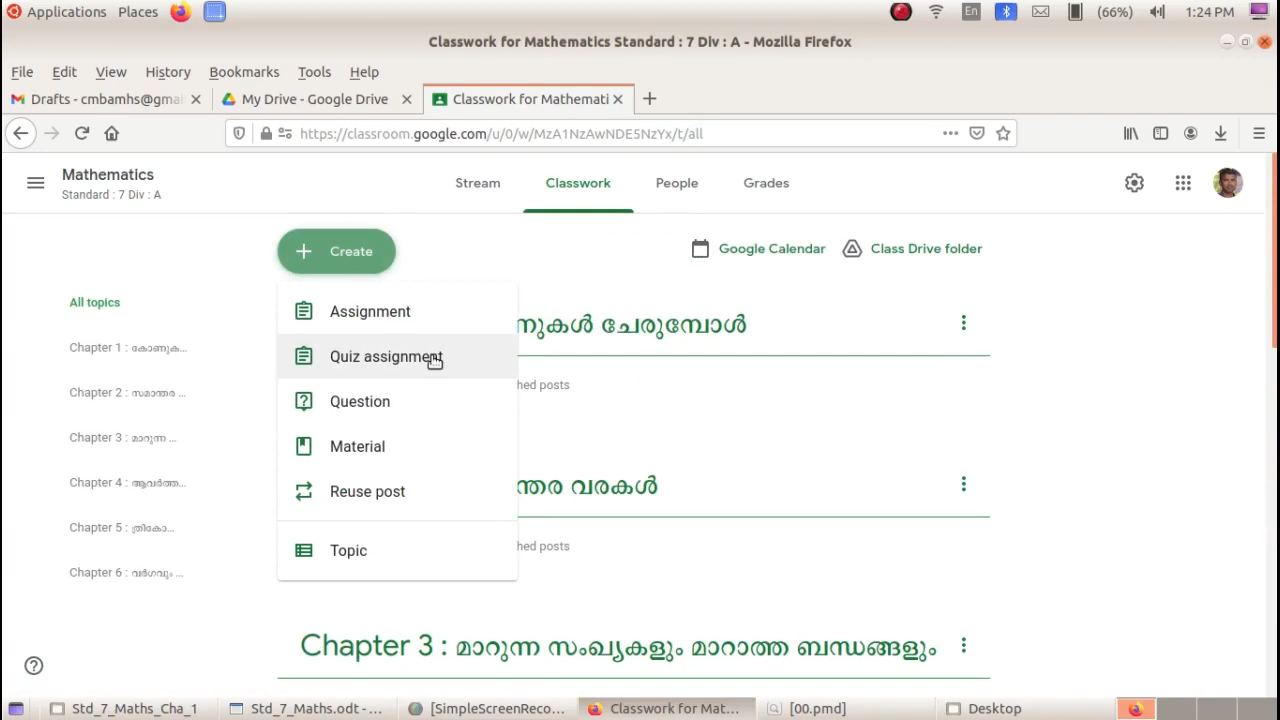 Applications Places En (66%) 1:24 PM
Classwork for Mathematics Standard : 7 Div : A - Mozilla Firefox
File Edit View History Bookmarks Tools Help
Drafts - cmbamhs@gmai My Drive - Google Drive Classwork for Mathemati
https://classroom.google.com/u/0/w/MzA1NzAwNDE5NzYx/t/all
Mathematics
Standard : 7 Div : A
Stream Classwork People Grades
Create
Google Calendar Class Drive folder
All topics
Chapter 1 : കോണുക...
Chapter 2 : സമാന്തര ...
Chapter 3 : മാറുന്ന ...
Chapter 4 : ആവർത്ത...
Chapter 5 : ത്രികോ...
Chapter 6 : വർഗവും ...
Assignment
Quiz assignment
Question
Material
Reuse post
Topic
നുകൾ ചേരുമ്പോൾ
hed posts
ന്തര വരകൾ
hed posts
Chapter 3 : മാറുന്ന സംഖ്യകളും മാറാത്ത ബന്ധങ്ങളും
Std_7_Maths_Cha_1 Std_7_Maths.odt - ... [SimpleScreenReco... Classwork for Mat... [00.pmd] Desktop